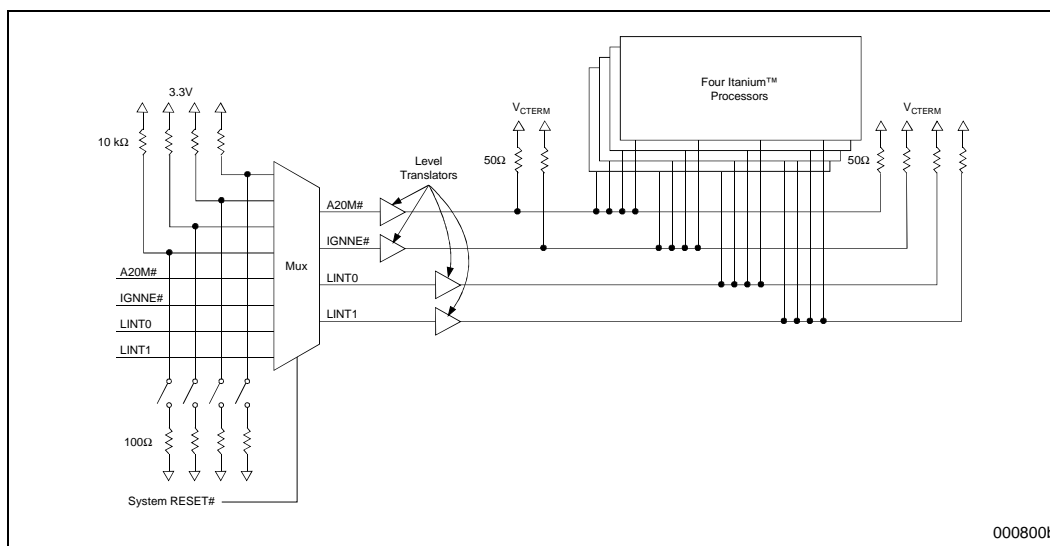 Four Itanium™
Processors
3.3V
VCTERM
VCTERM
10 kΩ
Level
Translators
50Ω
50Ω
A20M#
IGNNE#
Mux
A20M#
LINT0
IGNNE#
LINT0
LINT1
LINT1
100Ω
System RESET#
000800b